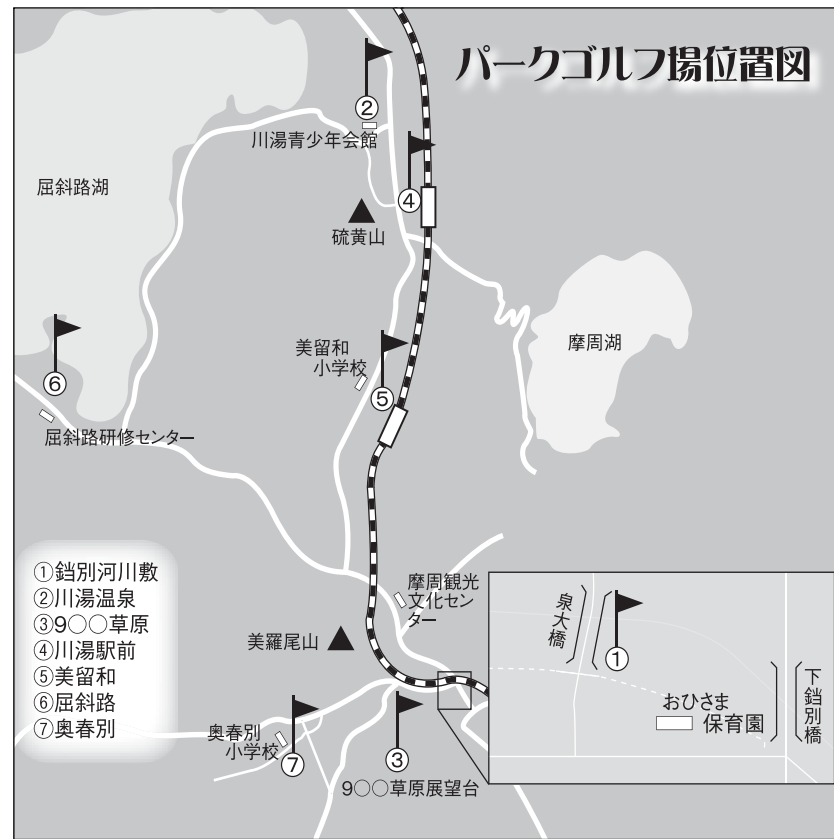 パークゴルフ場位置図
②
川湯青少年会館
④
屈斜路湖
硫黄山
摩周湖
美留和
小学校
⑤
⑥
屈斜路研修センター
①鐺別河川敷
②川湯温泉
③9〇〇草原
④川湯駅前
⑤美留和
⑥屈斜路
⑦奥春別
摩周観光
文化セン
ター
美羅尾山
奥春別
小学校
⑦
③
9〇〇草原展望台
泉大橋
①
おひさま
保育園
下鐺別橋